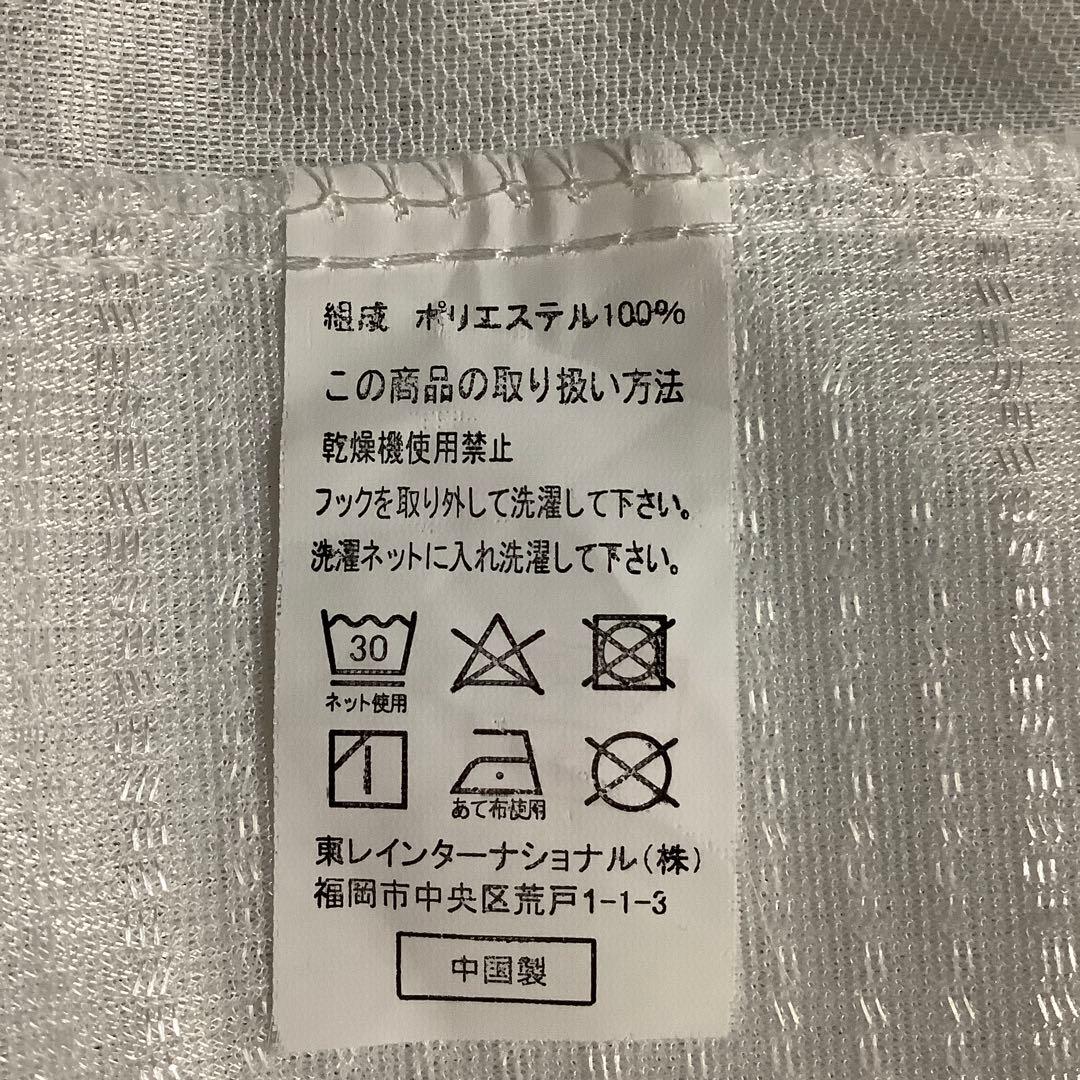 組成 ポリエステル100%
この商品の取り扱い方法
乾燥機使用禁止
フックを取り外して洗濯して下さい。
洗濯ネットに入れ洗濯して下さい。
30
ネット使用
あて布使用
東レインターナショナル(株)
福岡市中央区荒戸1-1-3
中国製